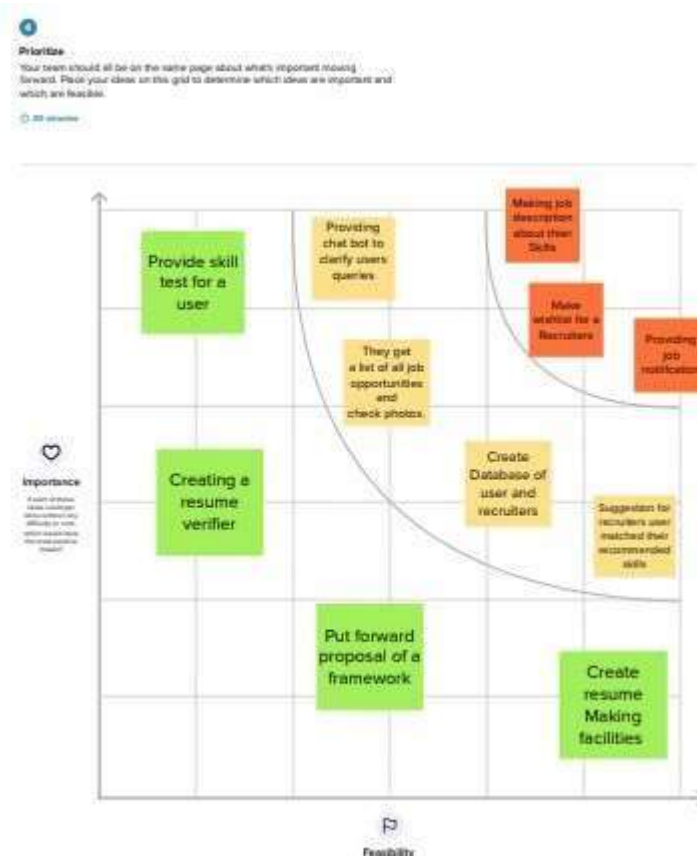 4
Prioritize
Your team should all be on the same page about what's important moving
forward. Place your ideas on this grid to determine which ideas are important and
which are feasible.
minutes
Making job
description
about their
Skills
Providing
chat bot to
clarify users
queries
Provide skill
test for a
user
Make
wishlist for a
Recruiters
Providing
job
notification
They get
a list of all job
opportunities
and
check photos.
Creating a
resume
verifier
Create
Database of
user and
recruiters
Importance
Suggestion for
recruiters user
matched their
recommended
skills
Put forward
proposal of a
framework
Create
resume
Making
facilities
Feasibility